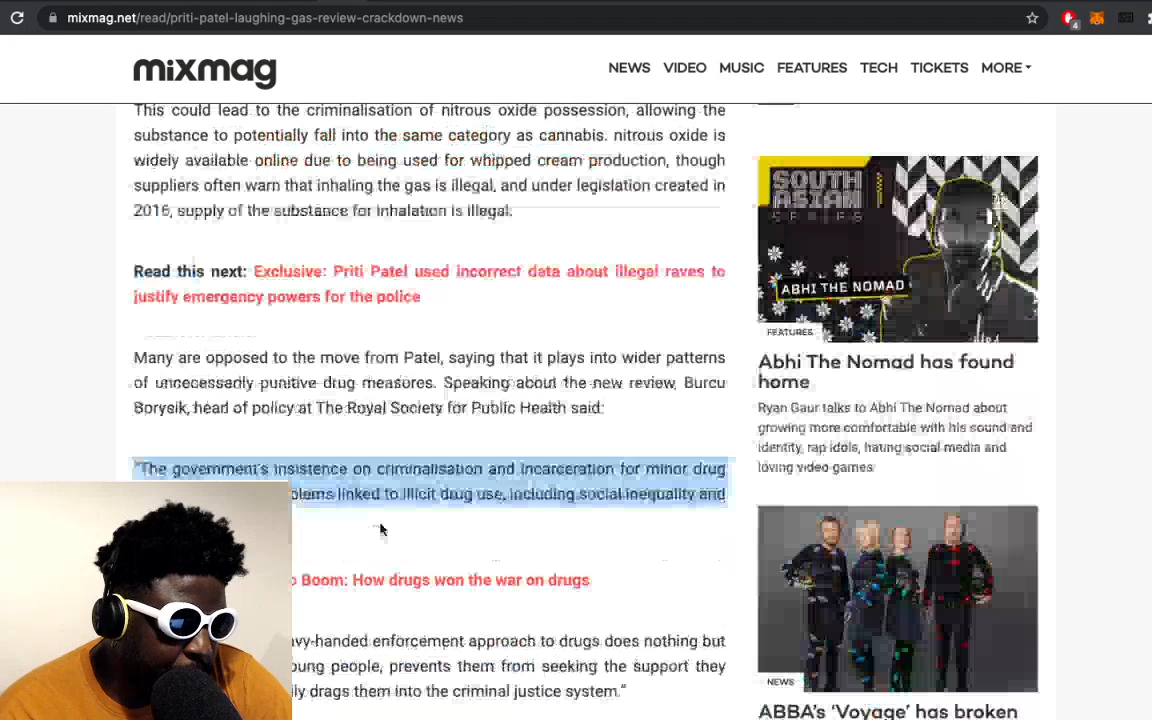 mixmag.net/read/priti-patel-laughing-gas-review-crackdown-news
4
mixmag
NEWS VIDEO MUSIC FEATURES TECH TICKETS MORE
This could lead to the criminalisation of nitrous oxide possession, allowing the
substance to potentially fall into the same category as cannabis. nitrous oxide is
widely available online due to being used for whipped cream production, though
suppliers often warn that inhaling the gas is illegal, and under legislation created in
2016, supply of the substance for inhalation is illegal.
Read this next: Exclusive: Priti Patel used incorrect data about illegal raves to
justify emergency powers for the police
Many are opposed to the move from Patel, saying that it plays into wider patterns
of unnecessarily punitive drug measures. Speaking about the new review, Burcu
Borysik, head of policy at The Royal Society for Public Health said:
"The government's insistence on criminalisation and incarceration for minor drug
lems linked to illicit drug use, including social inequality and
o Boom: How drugs won the war on drugs
avy-handed enforcement approach to drugs does nothing but
oung people, prevents them from seeking the support they
ily drags them into the criminal justice system."
SOUTH
ASIAN
ABHI THE NOMAD
FEATURES
Abhi The Nomad has found
home
Ryan Gaur talks to Abhi The Nomad about
growing more comfortable with his sound and
identity, rap idols, hating social media and
loving video games
NEWS
ABBA's 'Voyage' has broken